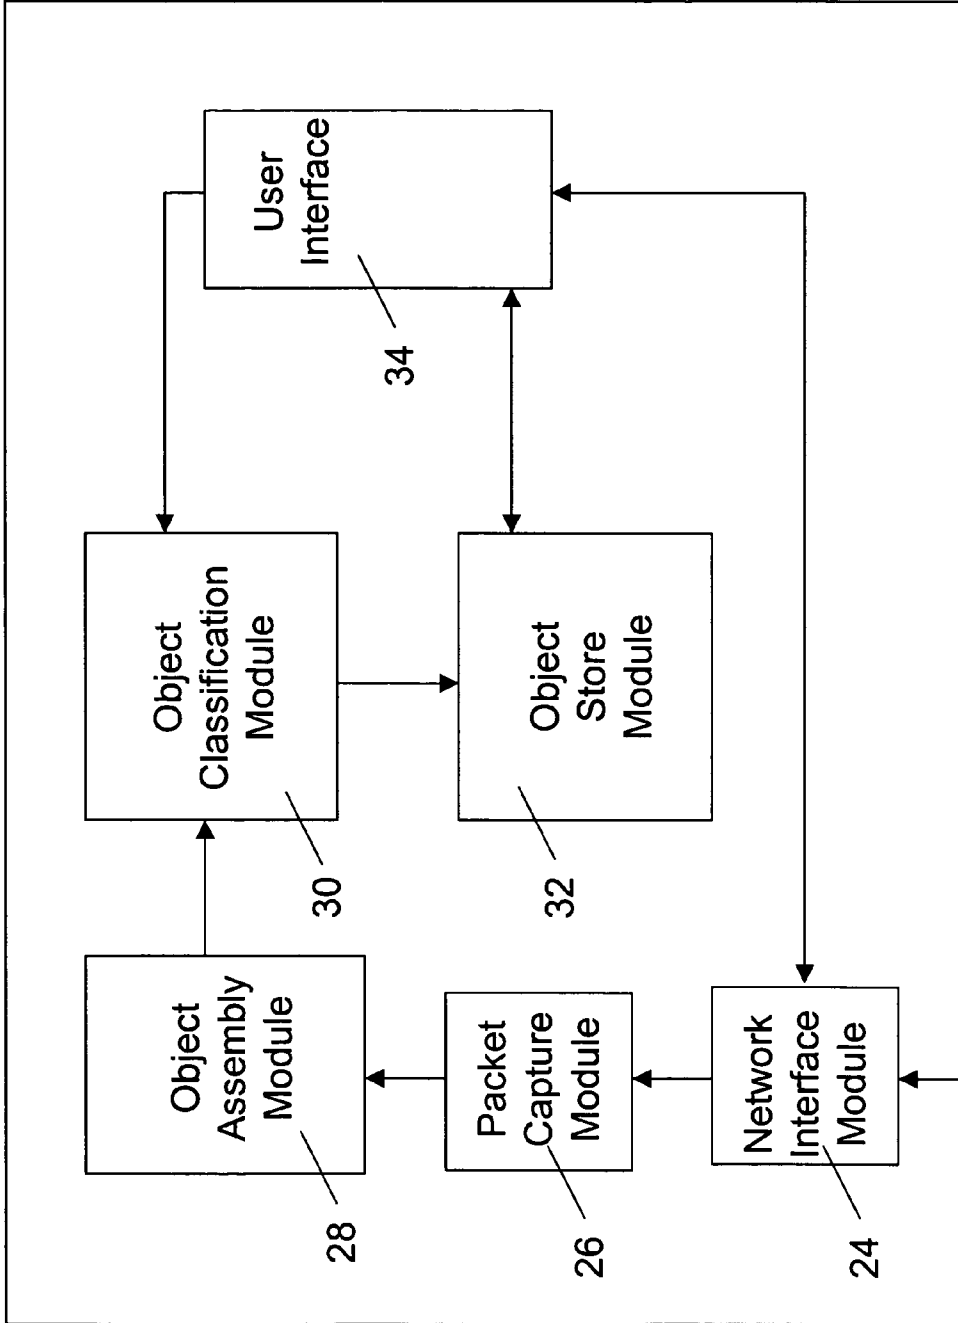 Object
Assembly
Module
28
Packet
Capture
Module
26
Network
Interface
Module
24
Object
Classification
Module
30
Object
Store
Module
32
User
Interface
34